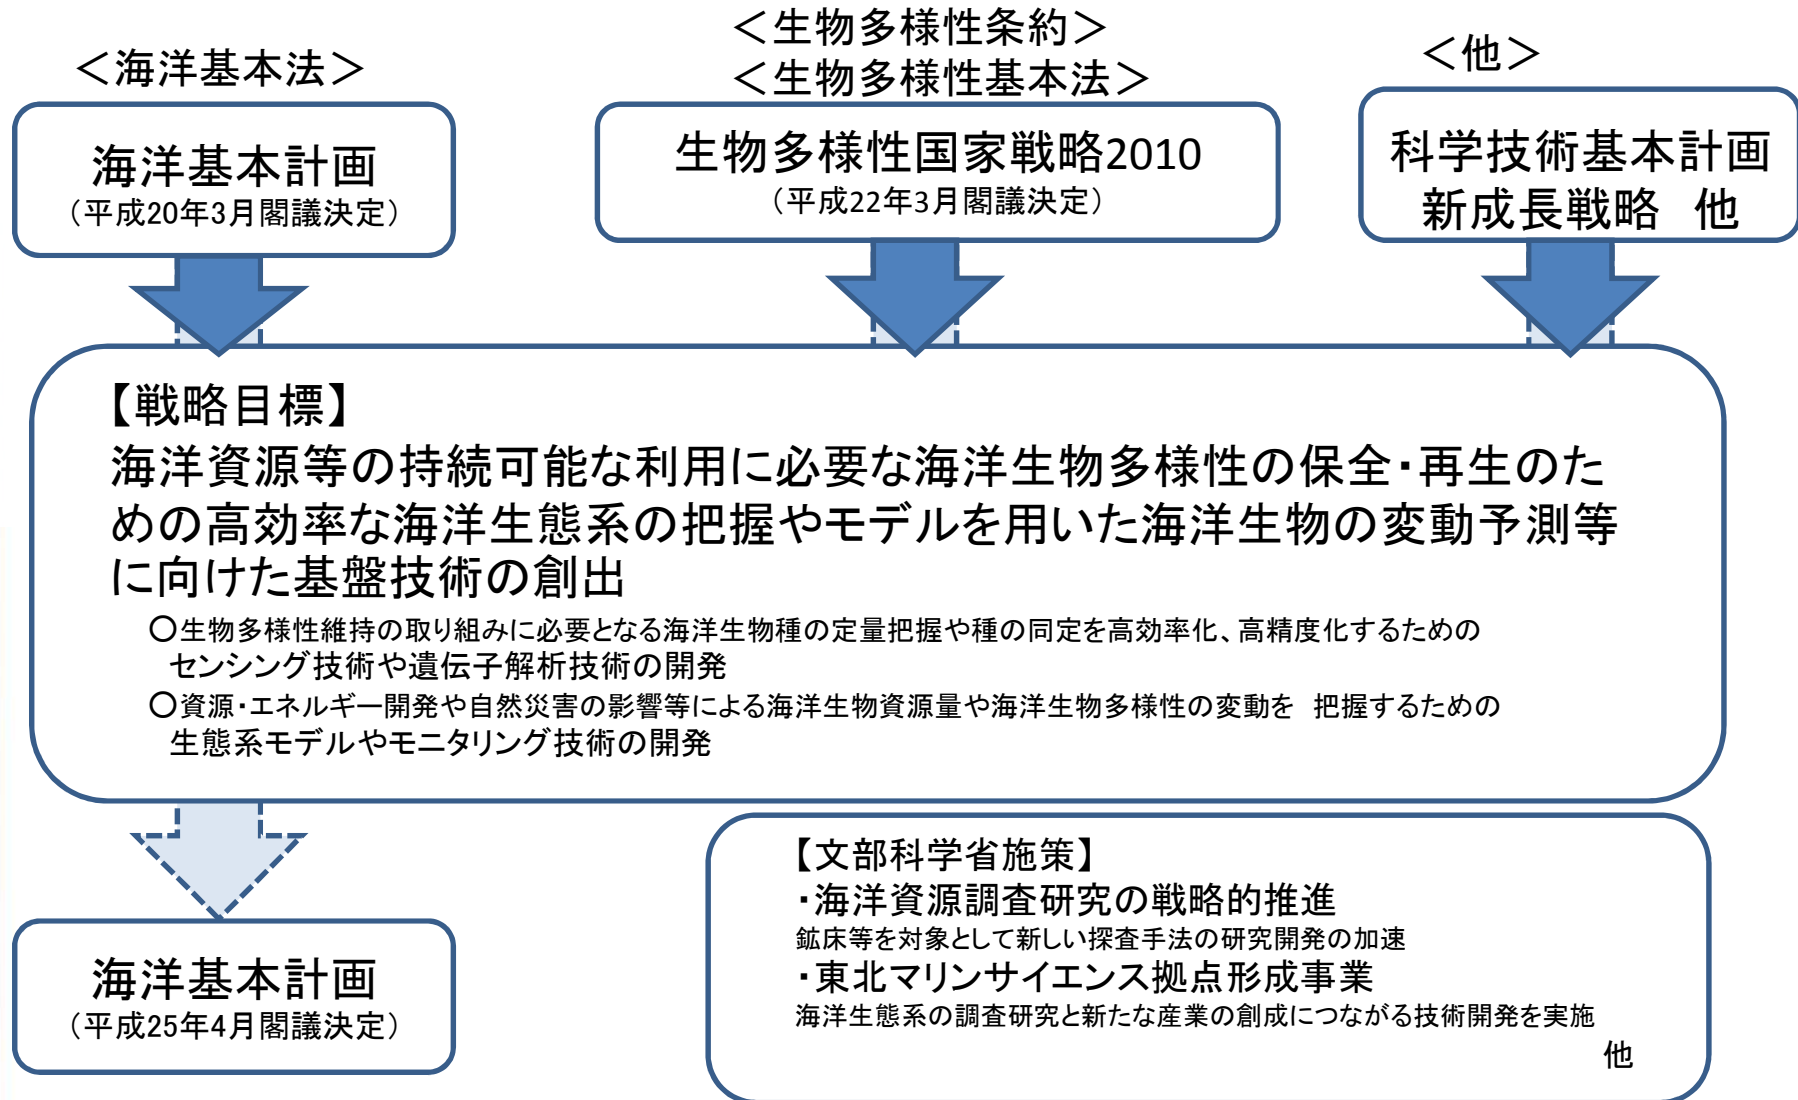 ＜海洋基本法＞
海洋基本計画
（平成20年3月閣議決定）
＜生物多様性条約＞
＜生物多様性基本法＞
生物多様性国家戦略2010
（平成22年3月閣議決定）
＜他＞
科学技術基本計画
新成長戦略　他
【戦略目標】
海洋資源等の持続可能な利用に必要な海洋生物多様性の保全・再生のた
めの高効率な海洋生態系の把握やモデルを用いた海洋生物の変動予測等
に向けた基盤技術の創出
○生物多様性維持の取り組みに必要となる海洋生物種の定量把握や種の同定を高効率化、高精度化するための
センシング技術や遺伝子解析技術の開発
○資源・エネルギー開発や自然災害の影響等による海洋生物資源量や海洋生物多様性の変動を　把握するための
生態系モデルやモニタリング技術の開発
海洋基本計画
（平成25年4月閣議決定）
【文部科学省施策】
・海洋資源調査研究の戦略的推進
鉱床等を対象として新しい探査手法の研究開発の加速
・東北マリンサイエンス拠点形成事業
海洋生態系の調査研究と新たな産業の創成につながる技術開発を実施
他